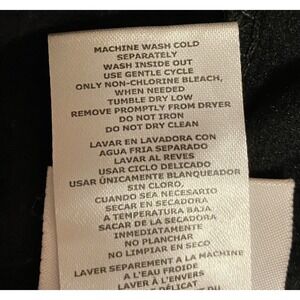 MACHINE WASH COLD
SEPARATELY
WASH INSIDE OUT
USE GENTLE CYCLE
ONLY NON-CHLORINE BLEACH,
WHEN NEEDED
TUMBLE DRY LOW
REMOVE PROMPTLY FROM DRYER
DO NOT IRON
DO NOT DRY CLEAN
LAVAR EN LAVADORA CON
AGUA FRIA SEPARADO
LAVAR AL REVES
USAR CICLO DELICADO
USAR ÚNICAMENTE BLANQUEADOR
SIN CLORO,
CUANDO SEA NECESARIO
SECAR EN SECADORA
A TEMPERATURA BAJA
SACAR DE LA SECADORA
INMEDIATAMENTE
NO PLANCHAR
NO LIMPIAR EN SECO
LAVER SEPAREMENT A LA MACHINE
A L'EAU FROIDE
LAVER À L'ENVERS
DÉLICAT